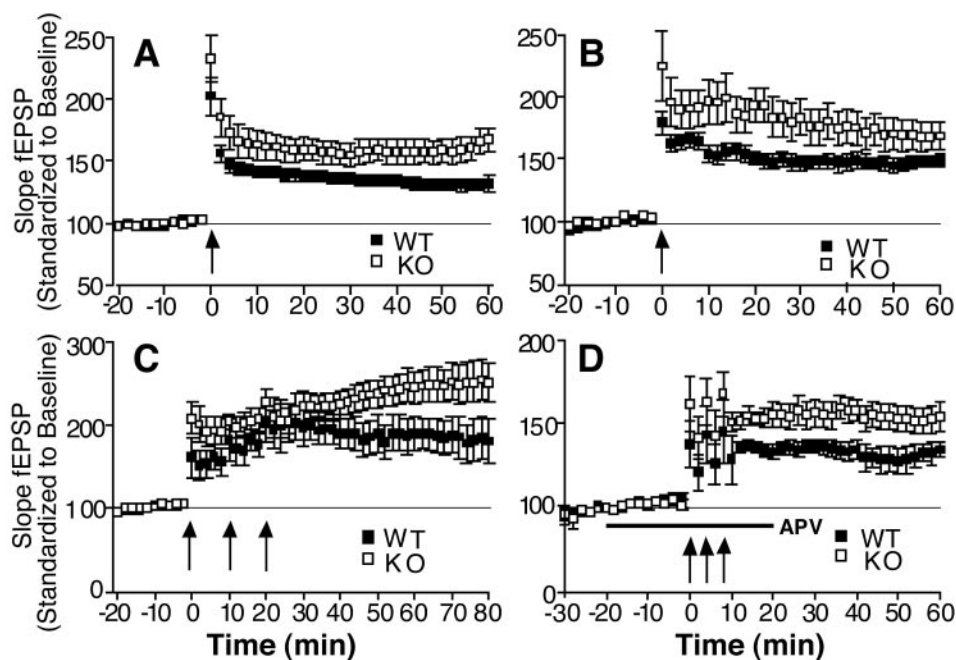 A
Slope fEPSP
(Standardized to Baseline)
250
200
150
100
50
WT
KO
-20 -10 0 10 20 30 40 50 60
B
250
200
150
100
50
WT
KO
-20 -10 0 10 20 30 40 50 60
C
Slope fEPSP
(Standardized to Baseline)
300
200
100
0
WT
KO
-20 -10 0 10 20 30 40 50 60 70 80
Time (min)
D
200
150
100
50
0
APV
WT
KO
-30 -20 -10 0 10 20 30 40 50 60
Time (min)